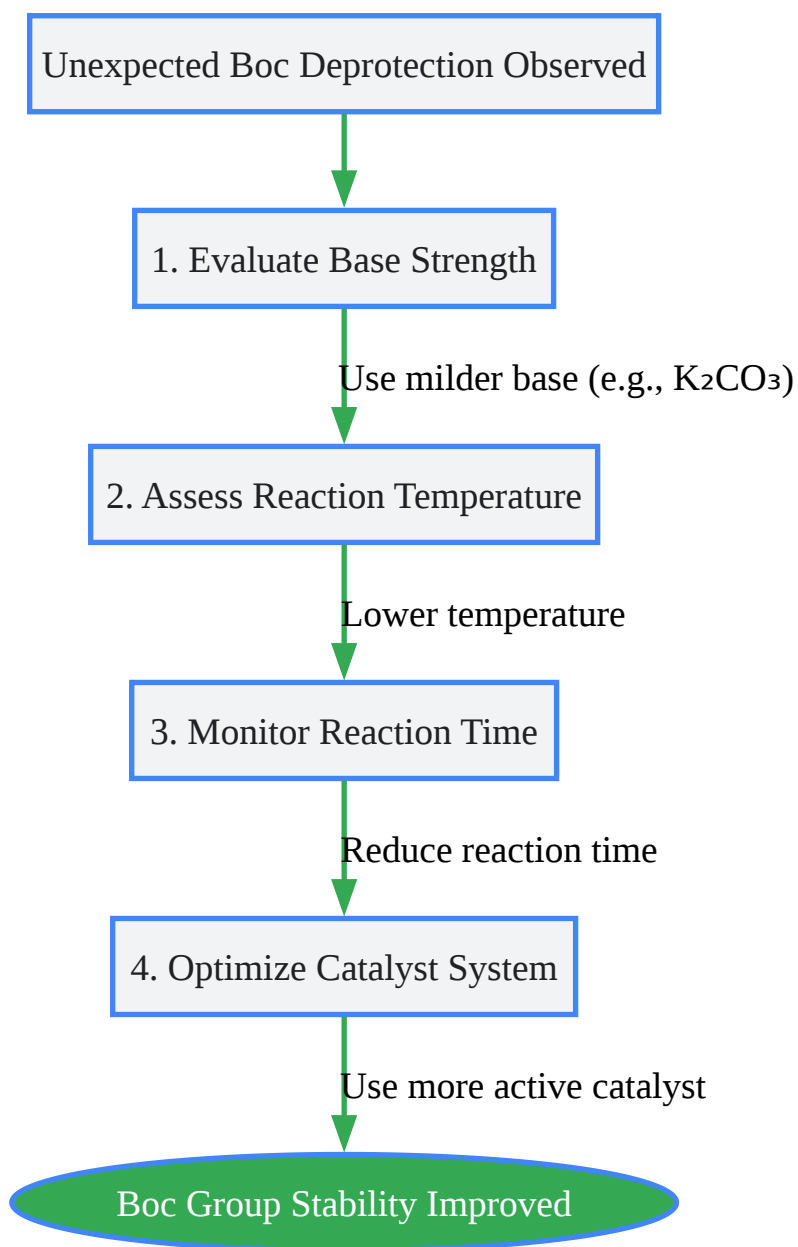 Unexpected Boc Deprotection Observed
1. Evaluate Base Strength
Use milder base (e.g., K₂CO₃)
2. Assess Reaction Temperature
Lower temperature
3. Monitor Reaction Time
Reduce reaction time
4. Optimize Catalyst System
Use more active catalyst
Boc Group Stability Improved